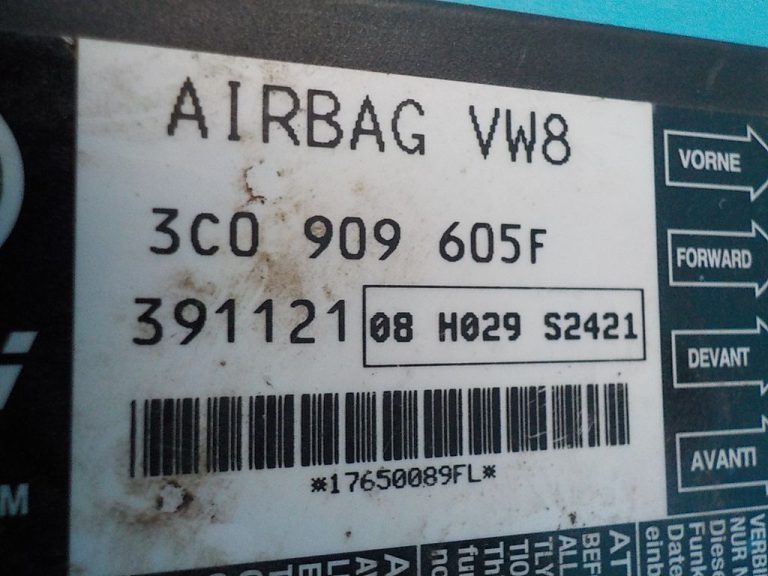 AIRBAG VW8
3C0 909 605F
391121 08 H029 S2421
*17650089FL*
VORNE
FORWARD
DEVANT
AVANTI